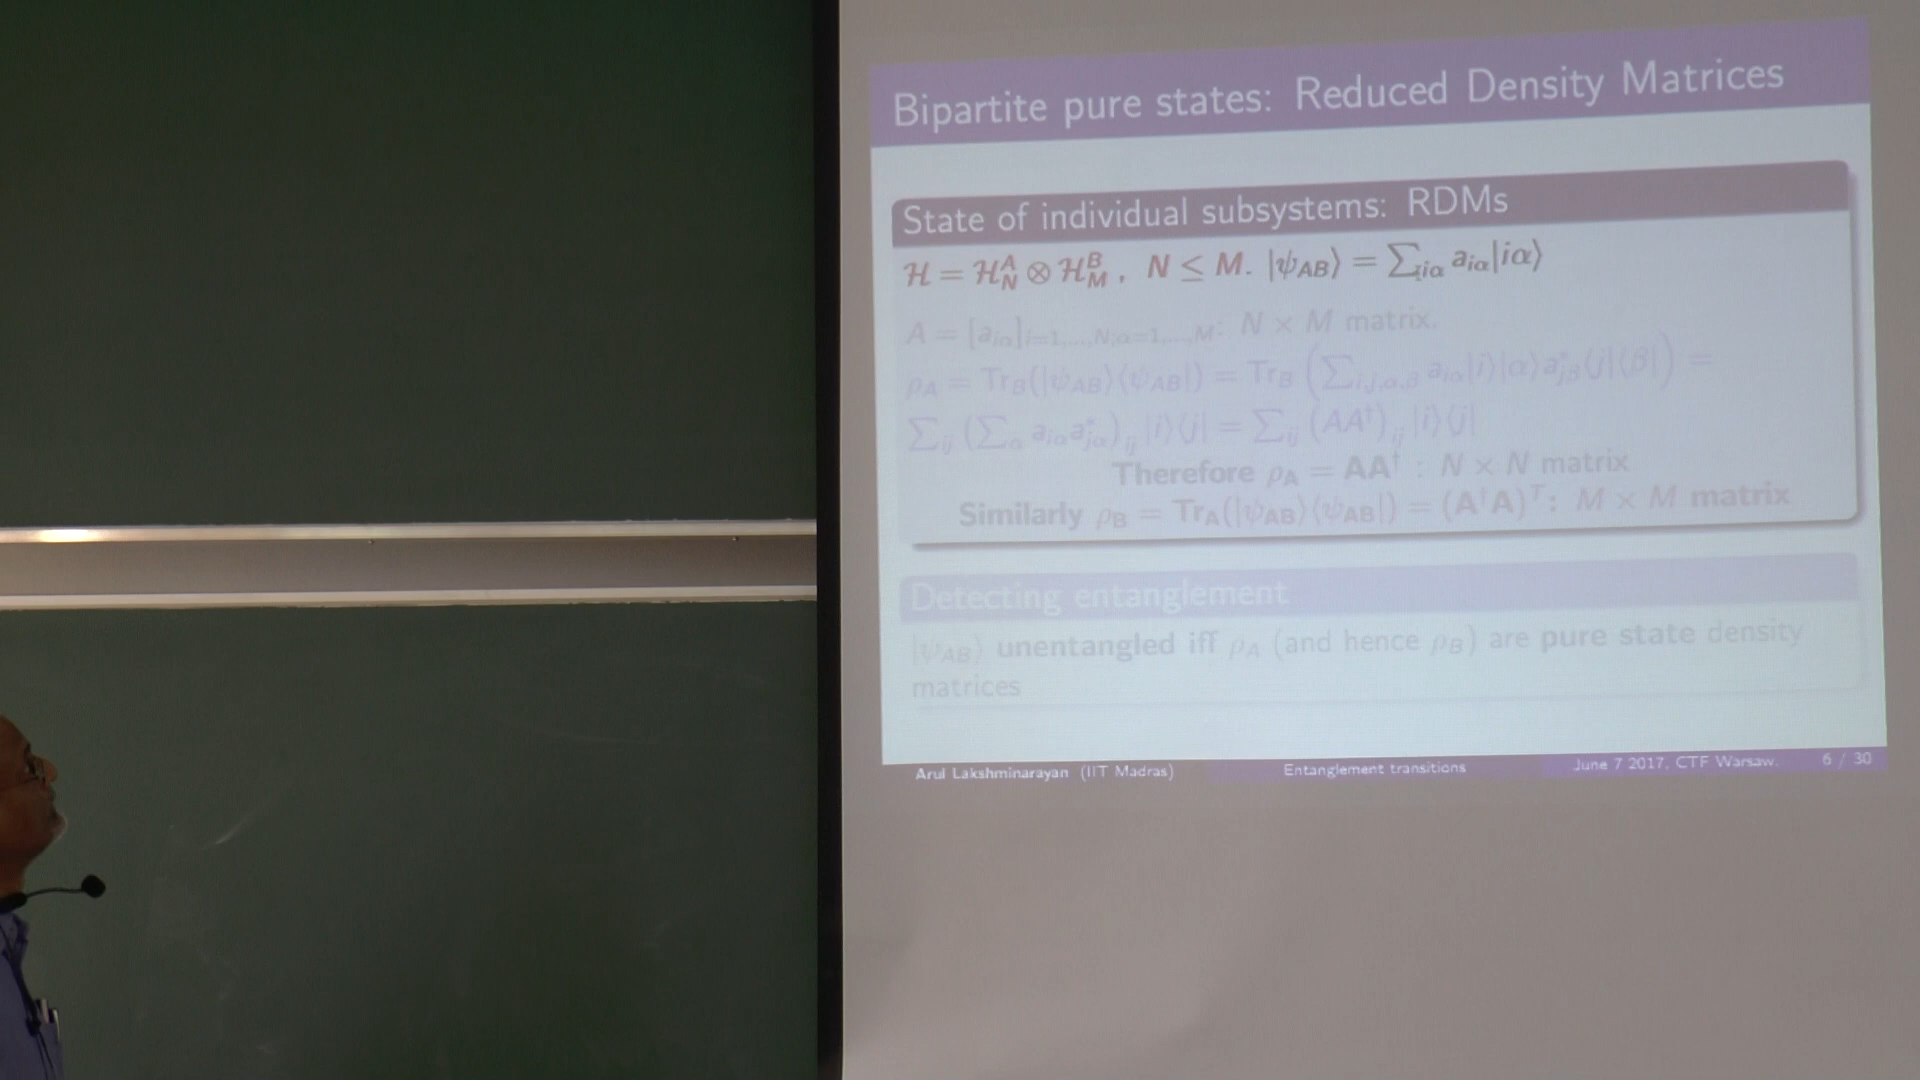 Bipartite pure states: Reduced Density Matrices
State of individual subsystems: RDMs
ℋ = ℋ_N^A ⊗ ℋ_M^B , N ≤ M. |ψ_AB⟩ = ∑_iα a_iα|iα⟩
A = [a_iα]_i=1,...,N;α=1,...,M: N × M matrix.
ρ_A = Tr_B(|ψ_AB⟩⟨ψ_AB|) = Tr_B (∑_i,j,α,β a_iα|i⟩|α⟩a*_jβ⟨j|⟨β|) =
∑_ij (∑_α a_iα a*_jα)_ij |i⟩⟨j| = ∑_ij (AA†)_ij |i⟩⟨j|
Therefore ρ_A = AA† : N × N matrix
Similarly ρ_B = Tr_A(|ψ_AB⟩⟨ψ_AB|) = (A†A)^T: M × M matrix
Detecting entanglement
|ψ_AB⟩ unentangled iff ρ_A (and hence ρ_B) are pure state density
matrices
Arul Lakshminarayan (IIT Madras) Entanglement transitions June 7 2017, CTF Warsaw. 6 / 30